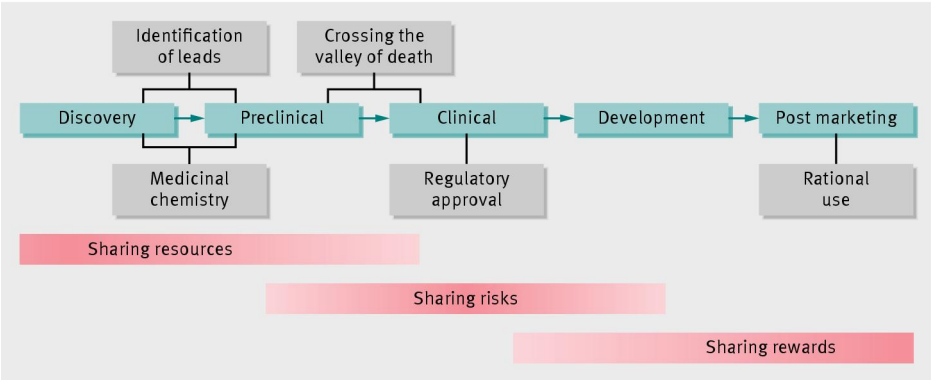 Identification
of leads
Crossing the
valley of death
Discovery
Preclinical
Clinical
Development
Post marketing
Medicinal
chemistry
Regulatory
approval
Rational
use
Sharing resources
Sharing risks
Sharing rewards